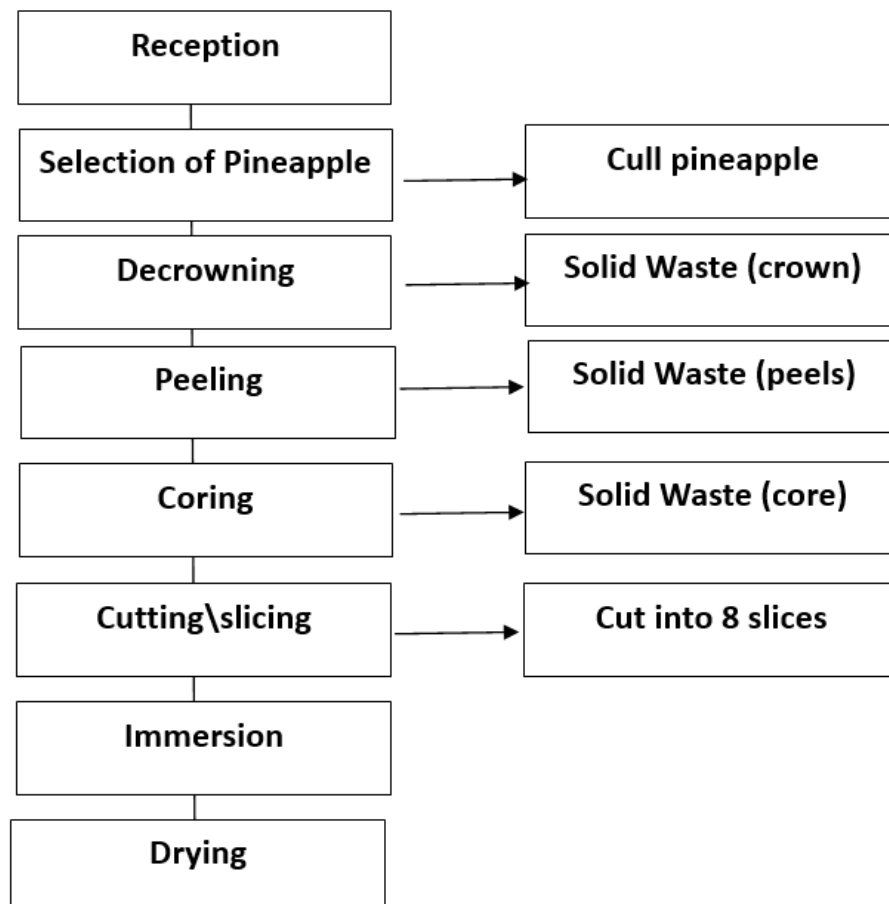 Reception
Selection of Pineapple
Cull pineapple
Decrowning
Solid Waste (crown)
Peeling
Solid Waste (peels)
Coring
Solid Waste (core)
Cutting\slicing
Cut into 8 slices
Immersion
Drying